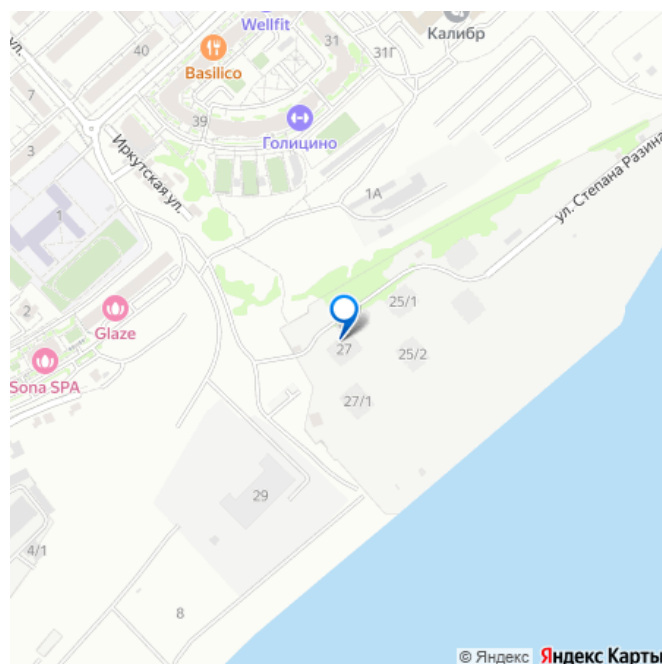 Wellfit
31
Калибр
ул.
40
31Г
Basilico
7
39
Голицино
3
Иркутская ул.
ул. Степана Разина
1А
1
2
25/1
Glaze
27
25/2
Sona SPA
27/1
29
4/1
8
© Яндекс Яндекс Карты